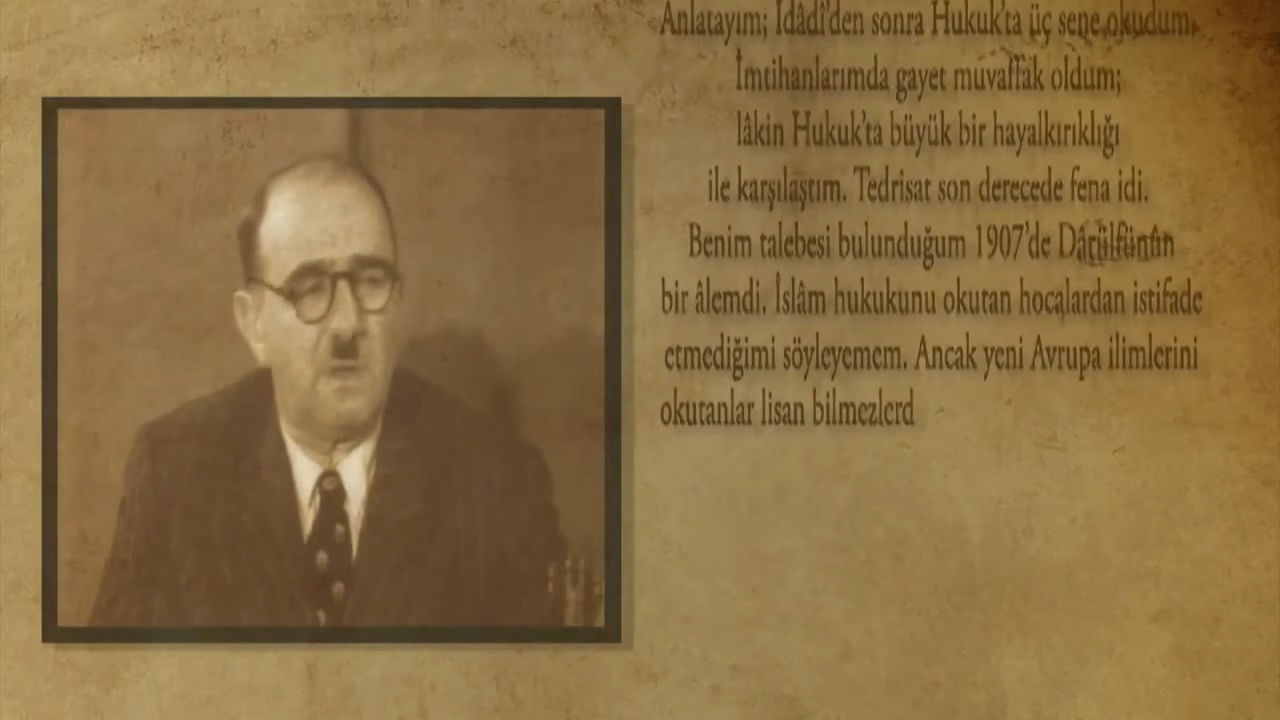 Anlatayım; İdâdî'den sonra Hukuk'ta üç sene okudum.
İmtihanlarımda gayet muvaffak oldum;
lâkin Hukuk'ta büyük bir hayalkırıklığı
ile karşılaştım. Tedrisat son derecede fena idi.
Benim talebesi bulunduğum 1907'de Dârülfünûn
bir âlemdi. İslâm hukukunu okutan hocalardan istifade
etmediğimi söyleyemem. Ancak yeni Avrupa ilimlerini
okutanlar lisan bilmezlerd